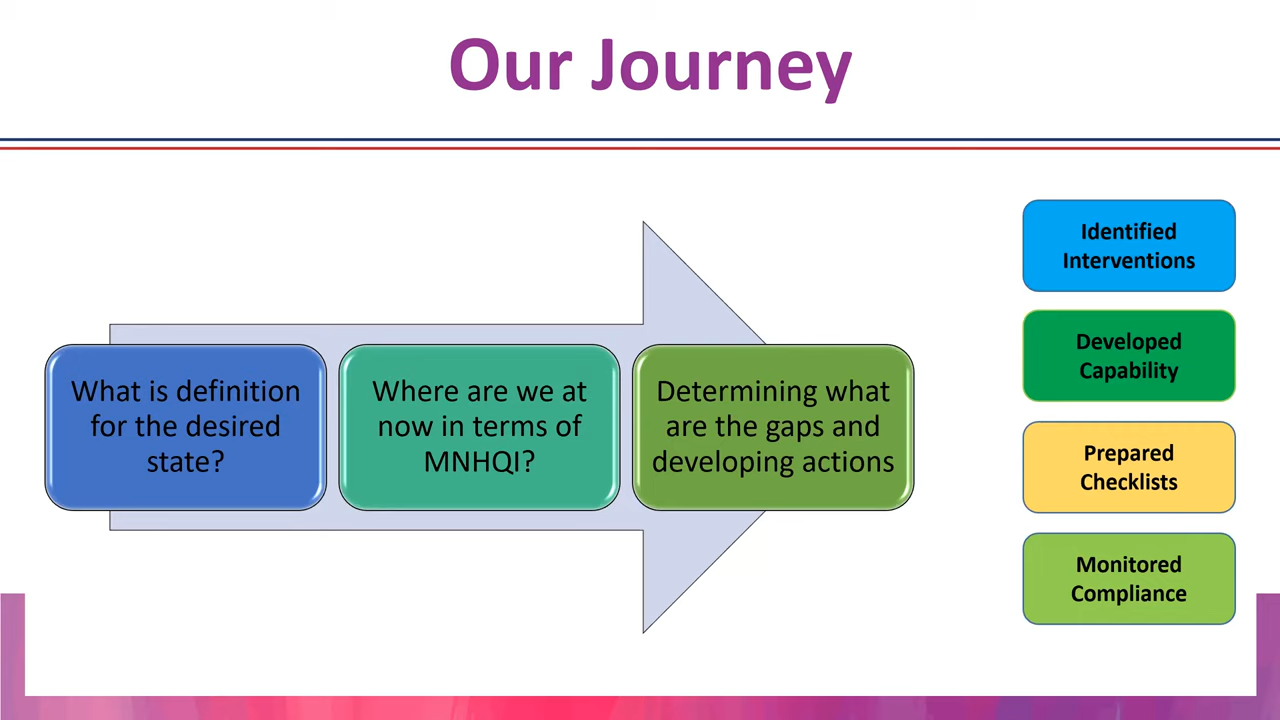 Our Journey
What is definition
for the desired
state?
Where are we at
now in terms of
MNHQI?
Determining what
are the gaps and
developing actions
Identified
Interventions
Developed
Capability
Prepared
Checklists
Monitored
Compliance